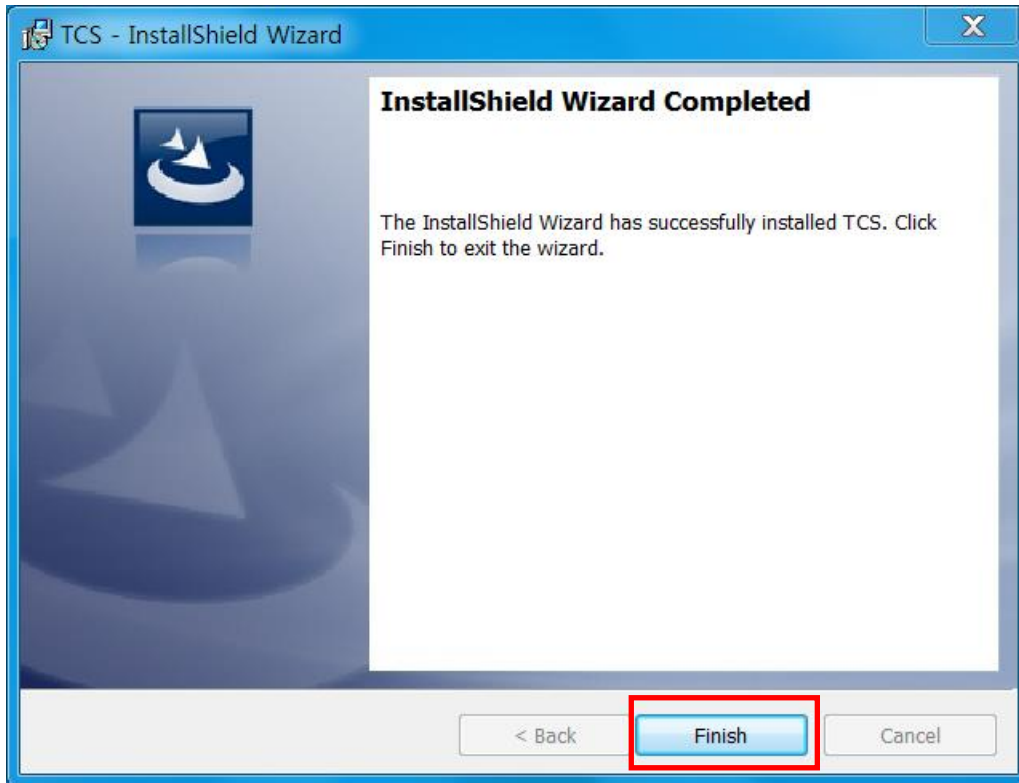 TCS - InstallShield Wizard
InstallShield Wizard Completed
The InstallShield Wizard has successfully installed TCS. Click
Finish to exit the wizard.
< Back
Finish
Cancel